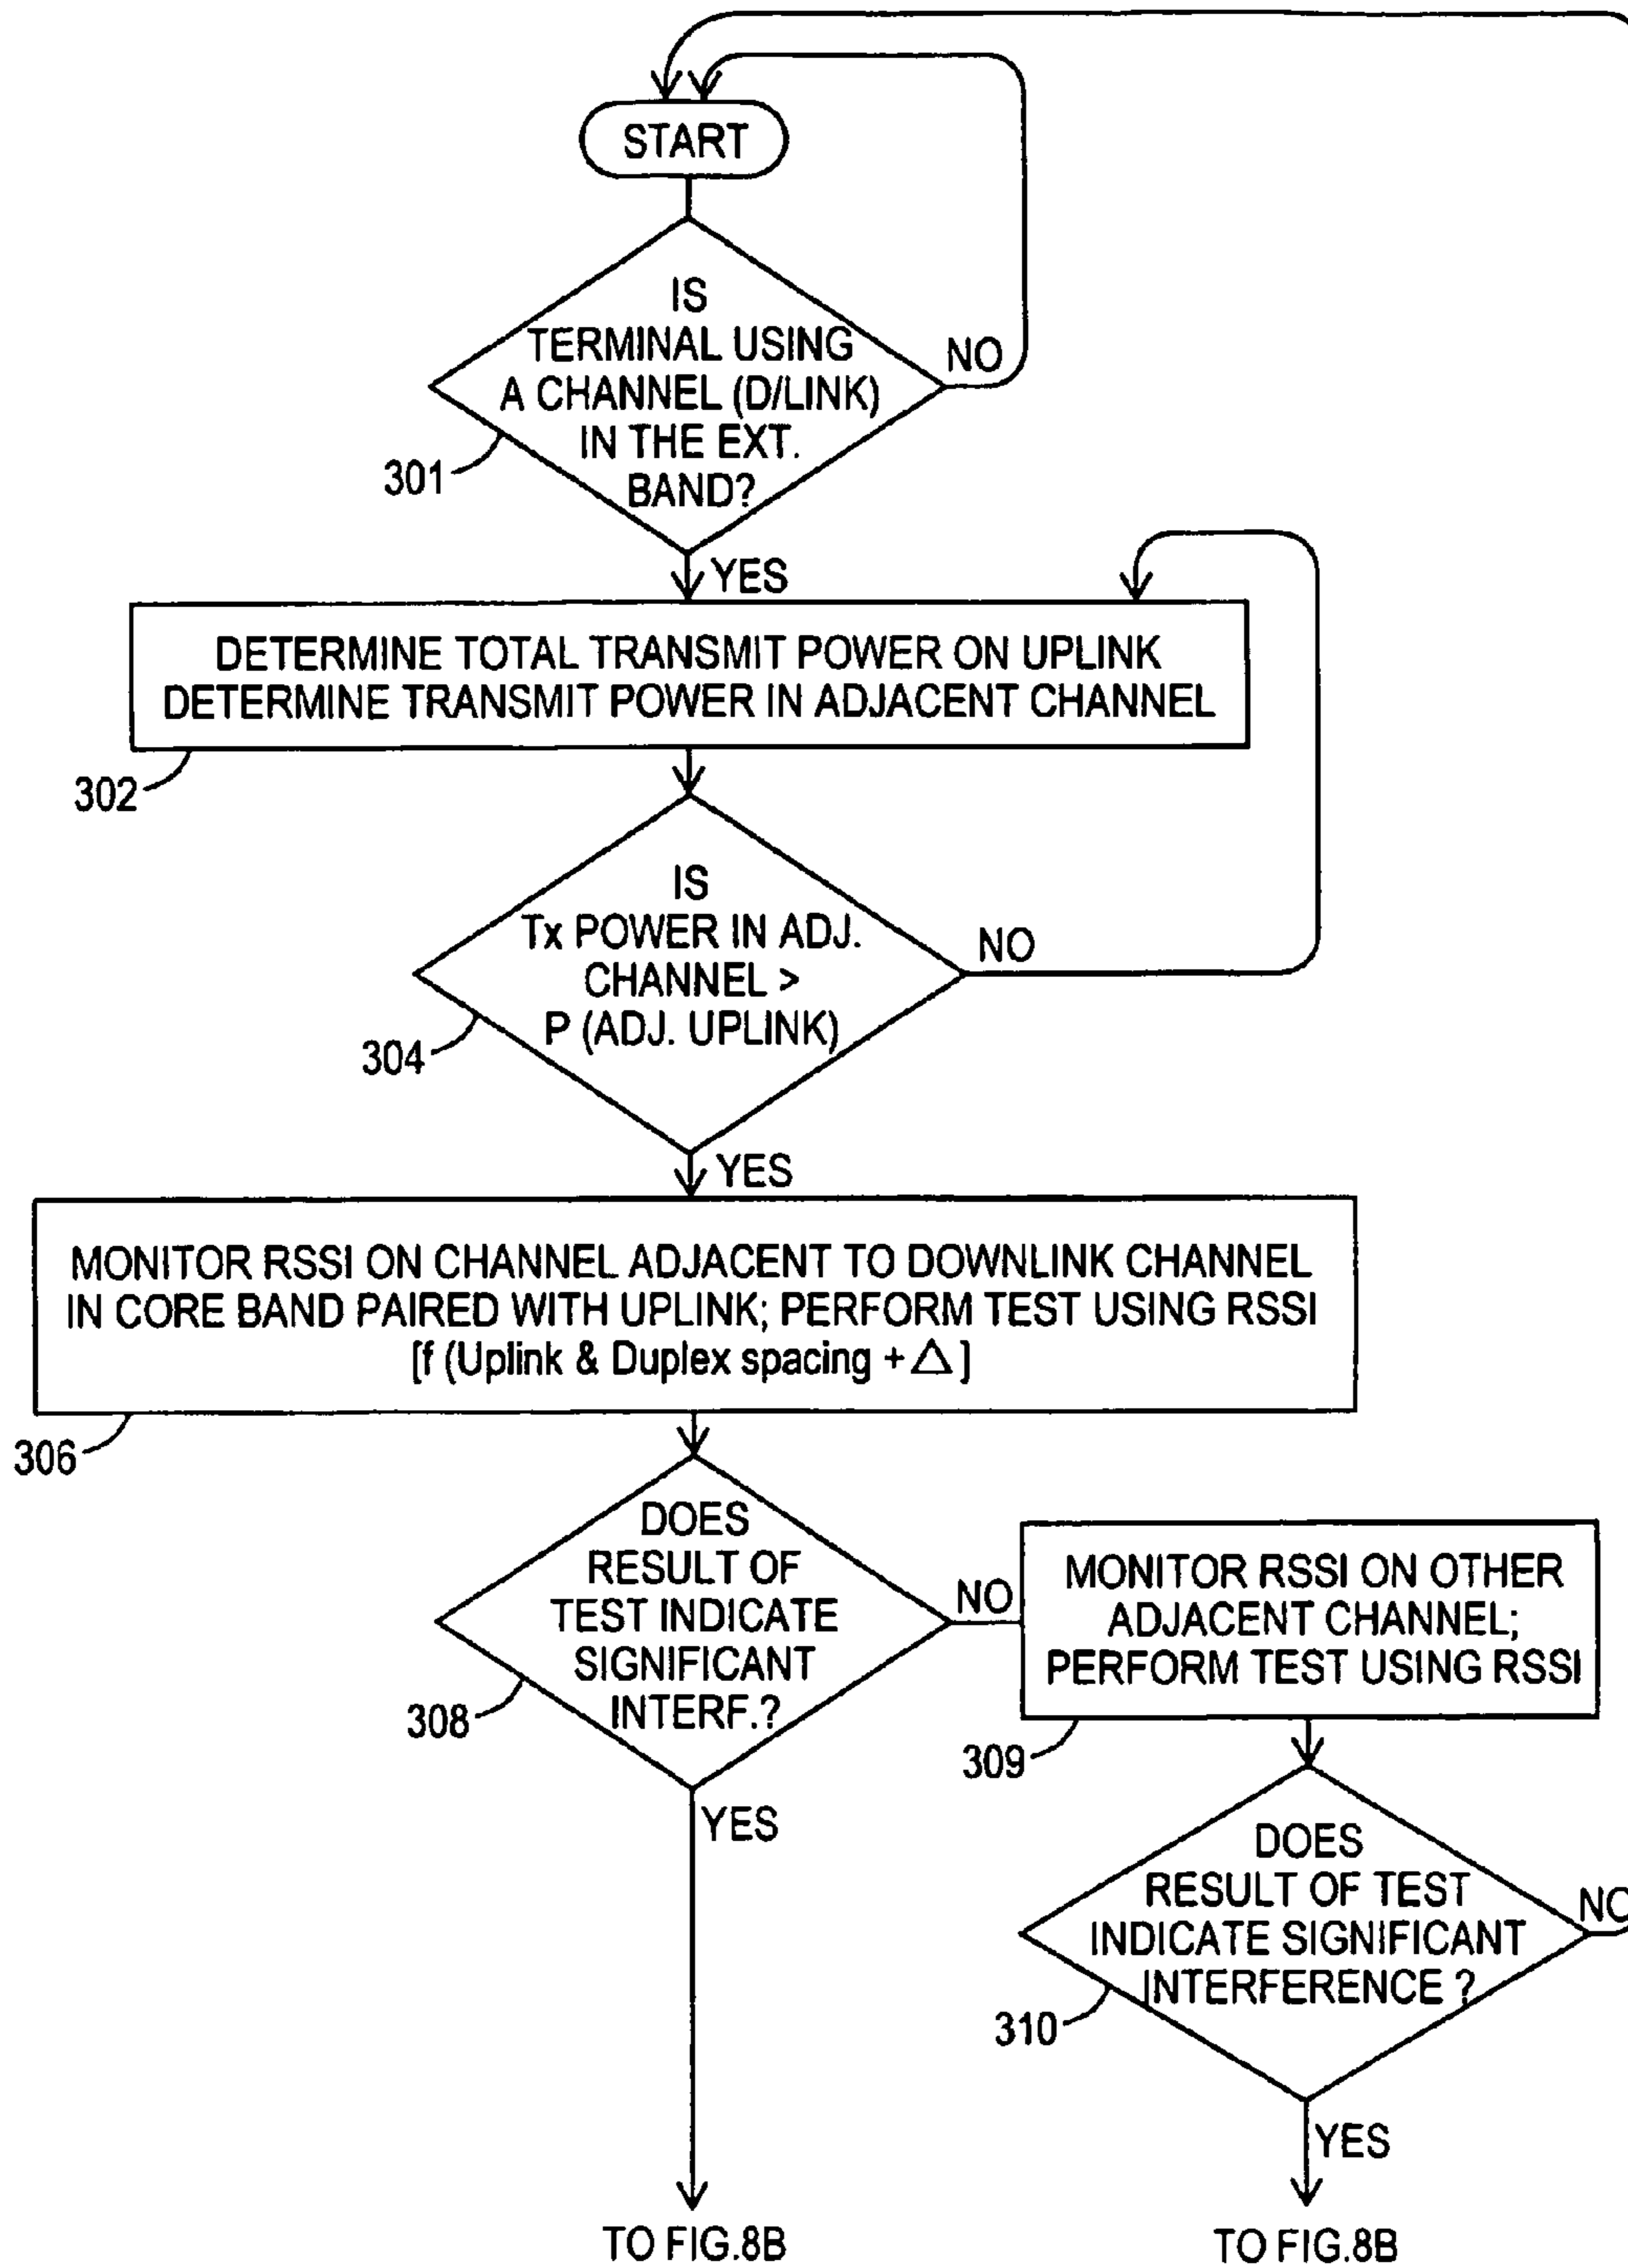 START
IS
TERMINAL USING
A CHANNEL (D/LINK)
IN THE EXT.
BAND?
NO
301
YES
DETERMINE TOTAL TRANSMIT POWER ON UPLINK
DETERMINE TRANSMIT POWER IN ADJACENT CHANNEL
302
IS
Tx POWER IN ADJ.
CHANNEL >
P (ADJ. UPLINK)
NO
304
YES
MONITOR RSSI ON CHANNEL ADJACENT TO DOWNLINK CHANNEL
IN CORE BAND PAIRED WITH UPLINK; PERFORM TEST USING RSSI
[f (Uplink & Duplex spacing + △ ]
306
DOES
RESULT OF
TEST INDICATE
SIGNIFICANT
INTERF.?
NO
308
YES
MONITOR RSSI ON OTHER
ADJACENT CHANNEL;
PERFORM TEST USING RSSI
309
DOES
RESULT OF TEST
INDICATE SIGNIFICANT
INTERFERENCE ?
NO
310
YES
TO FIG.8B
TO FIG.8B